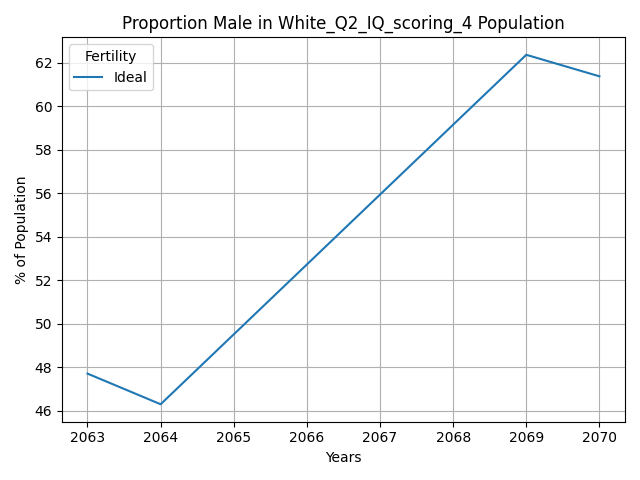 Proportion Male in White_Q2_IQ_scoring_4 Population
Fertility
Ideal
% of Population
62
60
58
56
54
52
50
48
46
2063 2064 2065 2066 2067 2068 2069 2070
Years